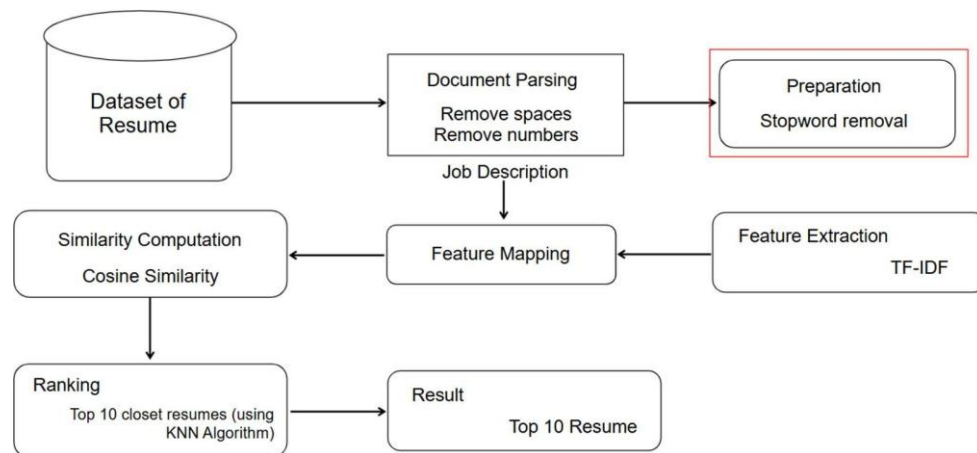 Dataset of
Resume
Document Parsing
Remove spaces
Remove numbers
Preparation
Stopword removal
Job Description
Similarity Computation
Cosine Similarity
Feature Mapping
Feature Extraction
TF-IDF
Ranking
Top 10 closet resumes (using
KNN Algorithm)
Result
Top 10 Resume